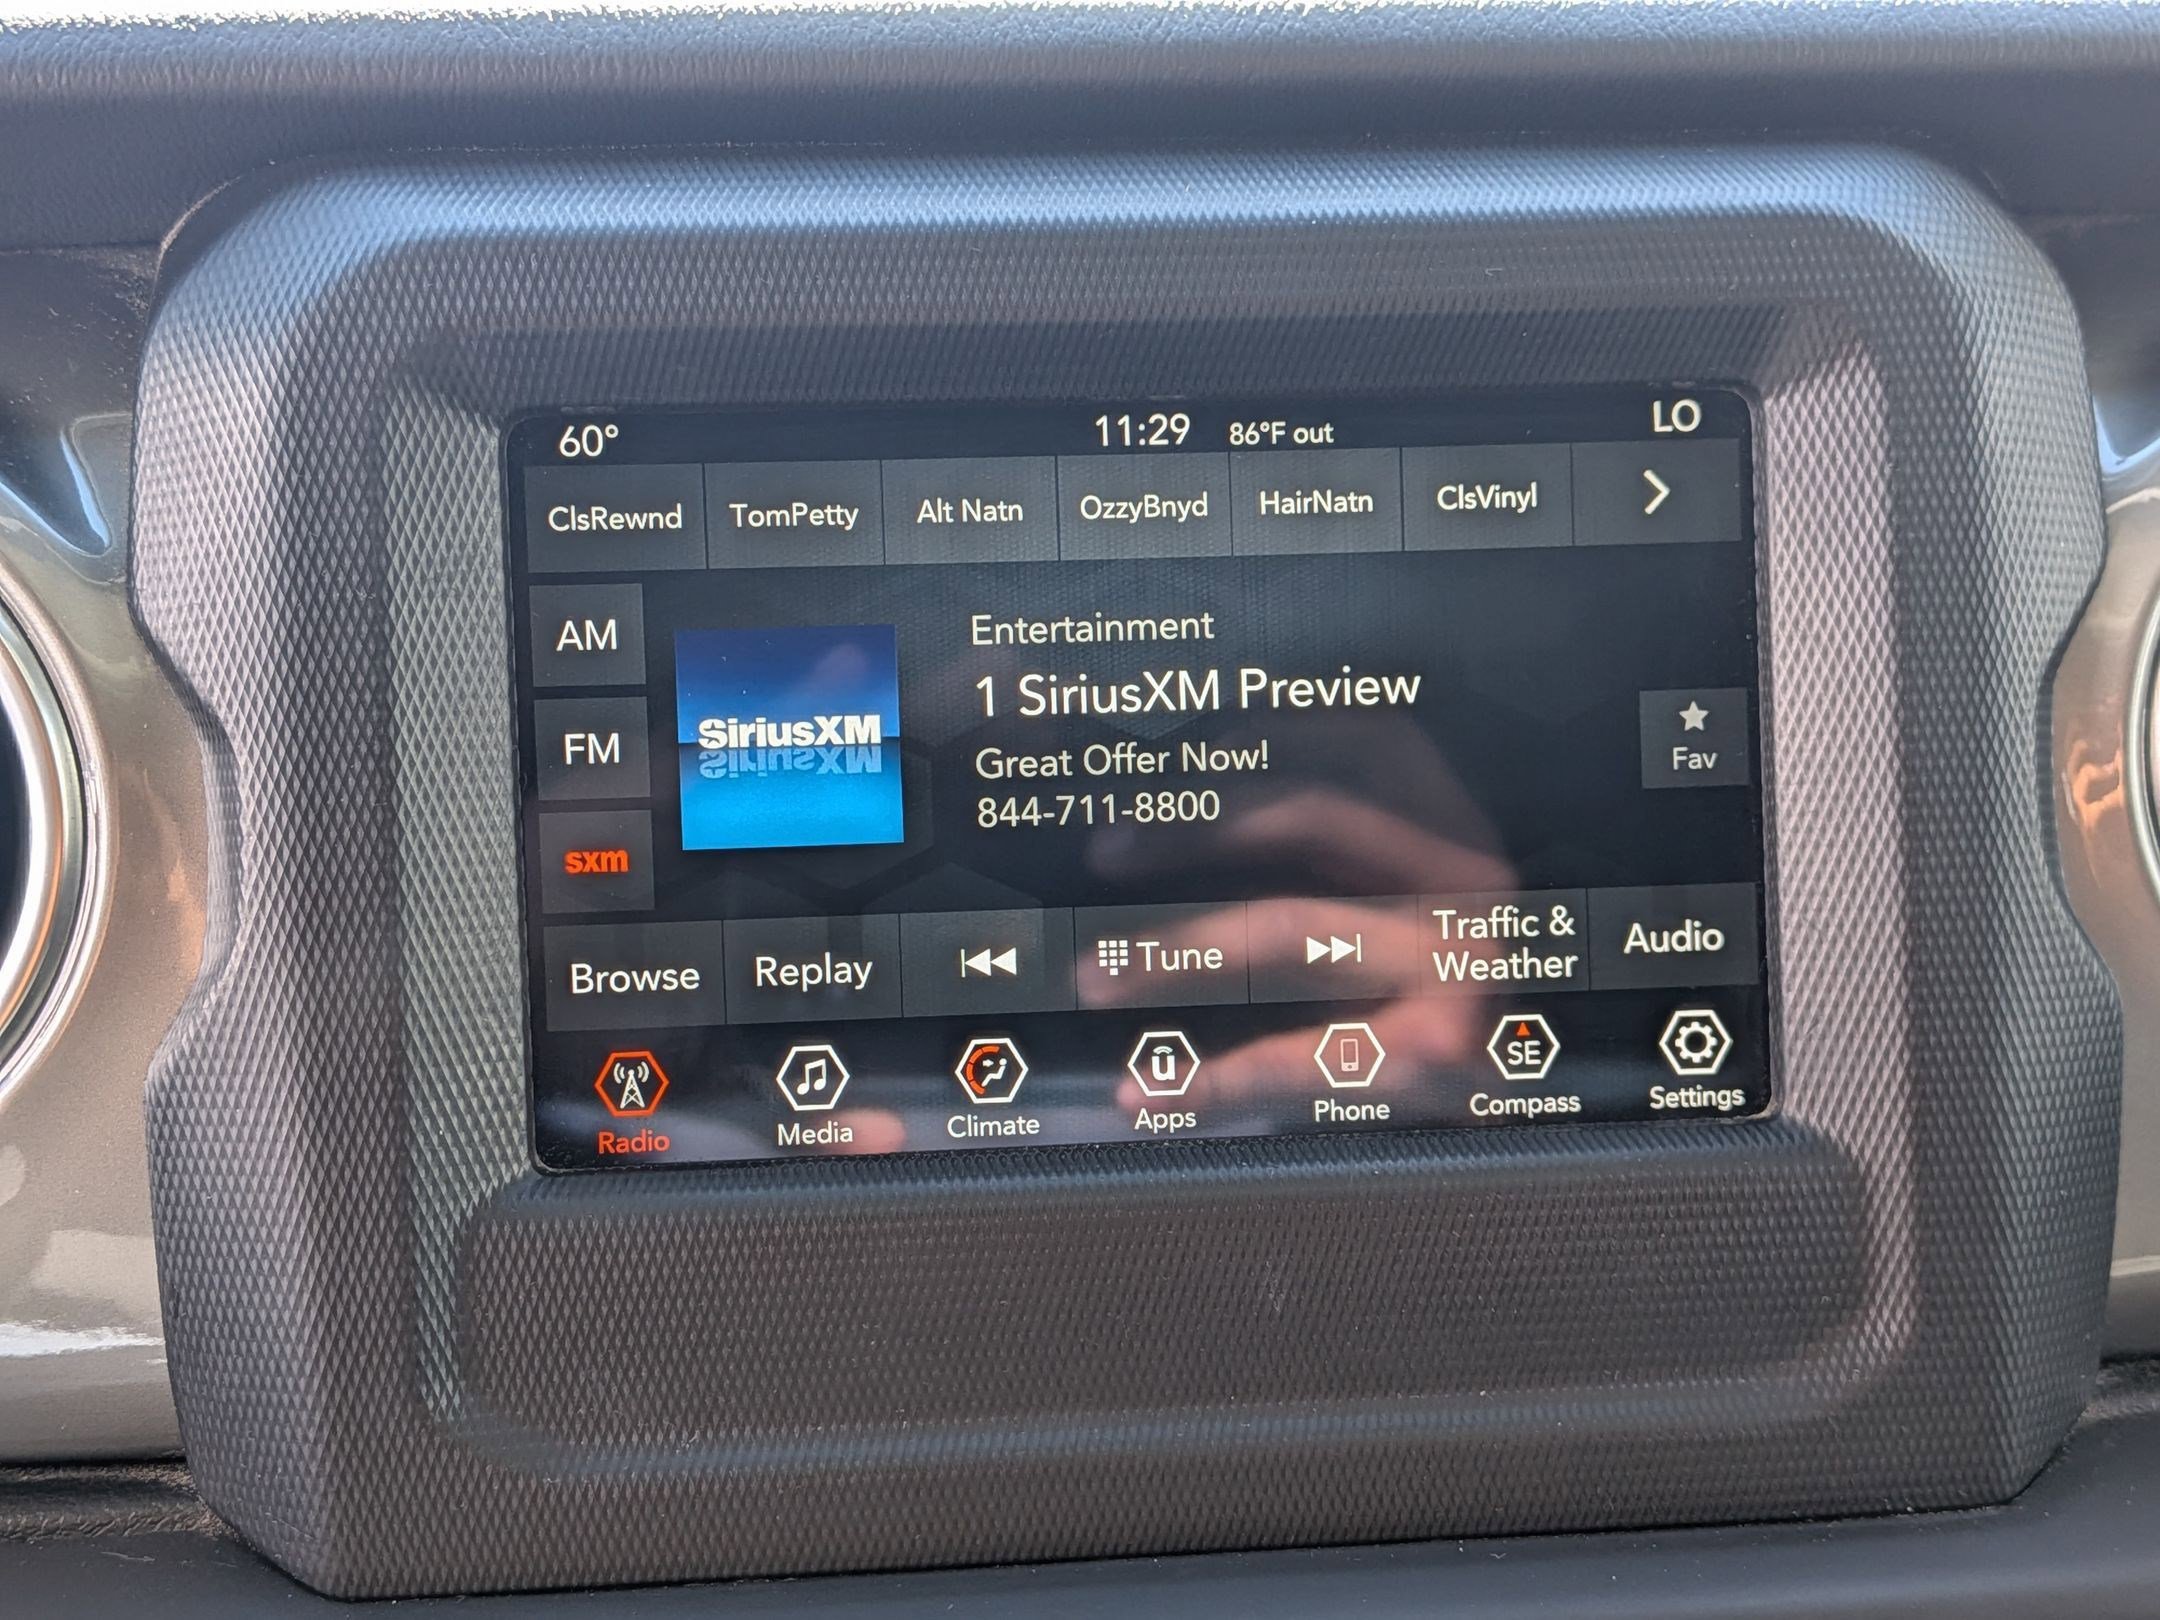 60° 11:29 86°F out LO
ClsRewnd TomPetty Alt Natn OzzyBnyd HairNatn ClsVinyl
AM
FM
sxm
SiriusXM
SiriusXM
Entertainment
1 SiriusXM Preview
Great Offer Now!
844-711-8800
Fav
Browse Replay Tune Traffic & Weather Audio
Radio Media Climate
u
Apps Phone
SE
Compass Settings